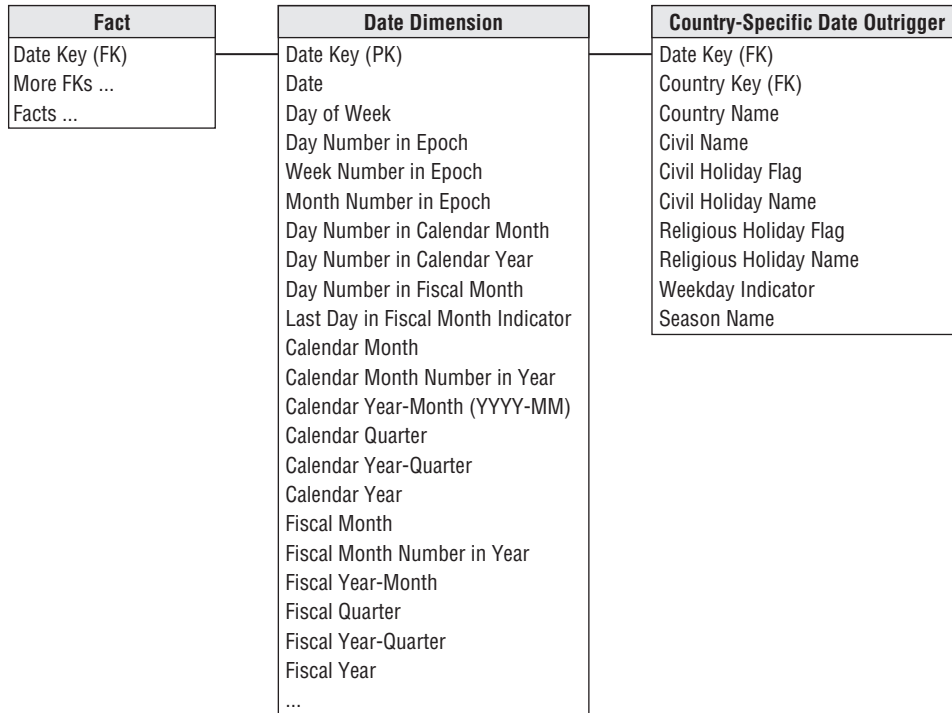 Fact
Date Key (FK)
More FKs ...
Facts ...
Date Dimension
Date Key (PK)
Date
Day of Week
Day Number in Epoch
Week Number in Epoch
Month Number in Epoch
Day Number in Calendar Month
Day Number in Calendar Year
Day Number in Fiscal Month
Last Day in Fiscal Month Indicator
Calendar Month
Calendar Month Number in Year
Calendar Year-Month (YYYY-MM)
Calendar Quarter
Calendar Year-Quarter
Calendar Year
Fiscal Month
Fiscal Month Number in Year
Fiscal Year-Month
Fiscal Quarter
Fiscal Year-Quarter
Fiscal Year
...
Country-Specific Date Outrigger
Date Key (FK)
Country Key (FK)
Country Name
Civil Name
Civil Holiday Flag
Civil Holiday Name
Religious Holiday Flag
Religious Holiday Name
Weekday Indicator
Season Name